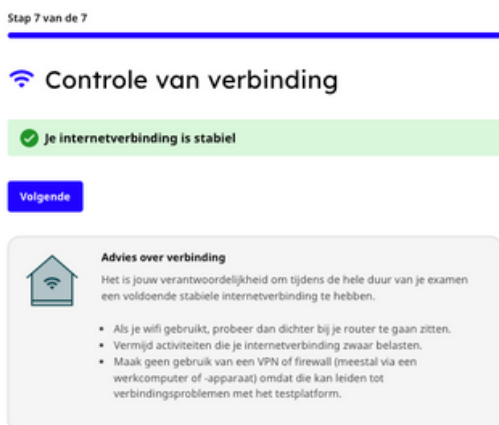 Stap 7 van de 7
Controle van verbinding
Je internetverbinding is stabiel
Volgende
Advies over verbinding
Het is jouw verantwoordelijkheid om tijdens de hele duur van je examen
een voldoende stabiele internetverbinding te hebben.
Als je wifi gebruikt, probeer dan dichter bij je router te gaan zitten.
Vermijd activiteiten die je internetverbinding zwaar belasten.
Maak geen gebruik van een VPN of firewall (meestal via een
werkcomputer of -apparaat) omdat die kan leiden tot
verbindingsproblemen met het testplatform.